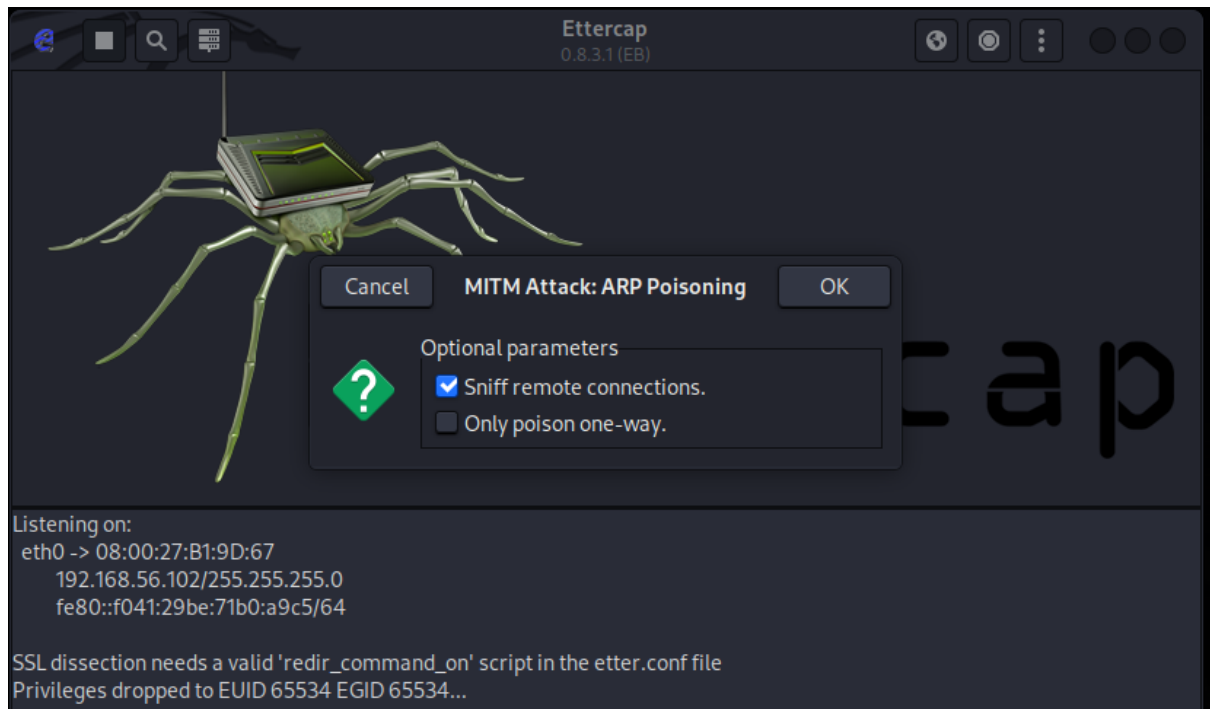 Ettercap
0.8.3.1 (EB)
Cancel
MITM Attack: ARP Poisoning
OK
Optional parameters
Sniff remote connections.
Only poison one-way.
cap
Listening on:
eth0 -> 08:00:27:B1:9D:67
192.168.56.102/255.255.255.0
fe80::f041:29be:71b0:a9c5/64
SSL dissection needs a valid 'redir_command_on' script in the etter.conf file
Privileges dropped to EUID 65534 EGID 65534...